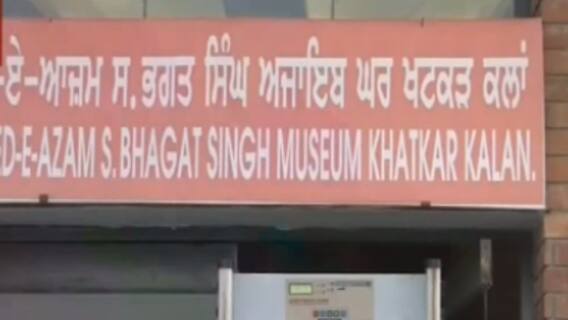 -ਏ-ਆਜ਼ਮ ਸ. ਭਗਤ ਸਿੰਘ ਅਜਾਇਬ ਘਰ ਖਟਕੜ ਕਲਾਂ
ED-E-AZAM S. BHAGAT SINGH MUSEUM KHATKAR KALAN.